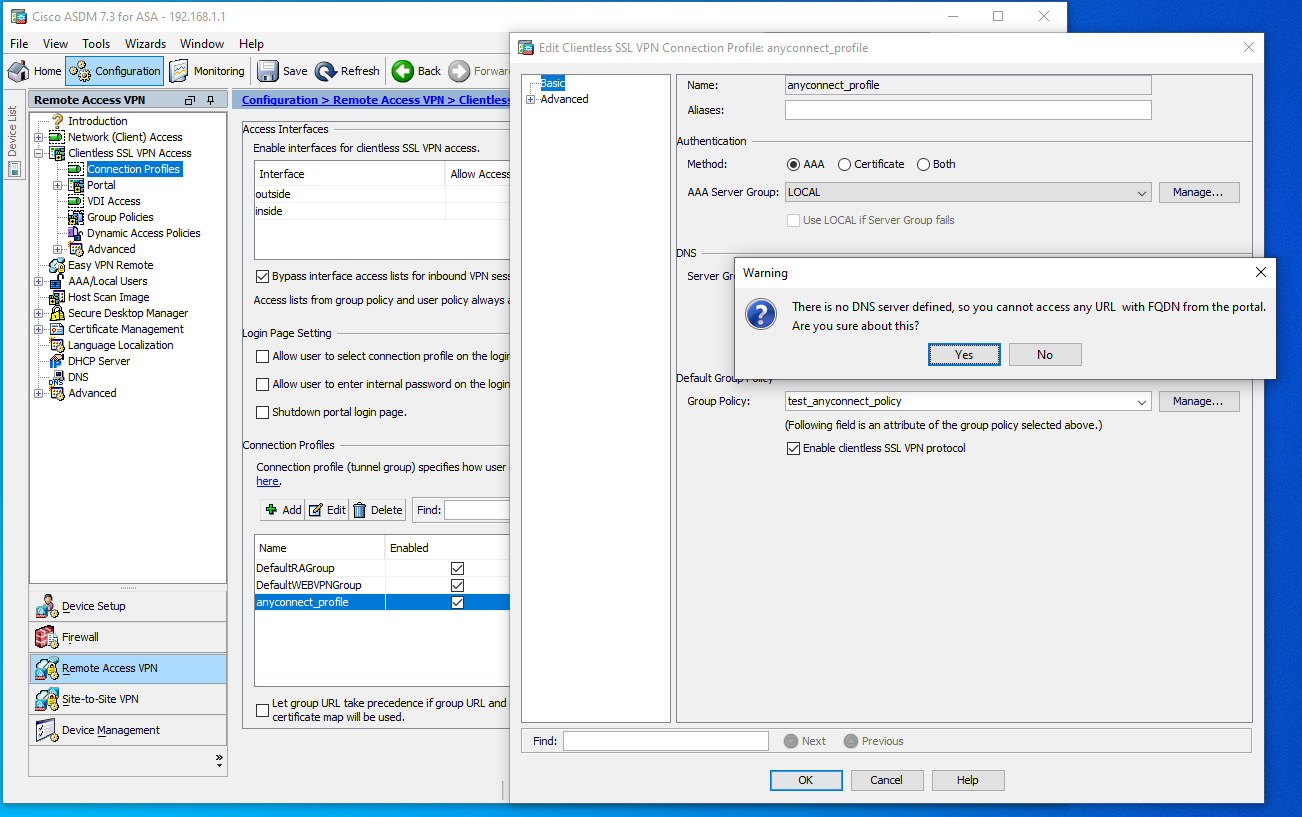 Cisco ASDM 7.3 for ASA - 192.168.1.1
File View Tools Wizards Window Help
Home Configuration Monitoring Save Refresh Back Forward
Device List
Remote Access VPN
Introduction
Network (Client) Access
Clientless SSL VPN Access
Connection Profiles
Portal
VDI Access
Group Policies
Dynamic Access Policies
Advanced
Easy VPN Remote
AAA/Local Users
Host Scan Image
Secure Desktop Manager
Certificate Management
Language Localization
DHCP Server
DNS
Advanced
Device Setup
Firewall
Remote Access VPN
Site-to-Site VPN
Device Management
Configuration > Remote Access VPN > Clientless
Access Interfaces
Enable interfaces for clientless SSL VPN access.
Interface Allow Access
outside
inside
Bypass interface access lists for inbound VPN sess
Access lists from group policy and user policy always a
Login Page Setting
Allow user to select connection profile on the login
Allow user to enter internal password on the login
Shutdown portal login page.
Connection Profiles
Connection profile (tunnel group) specifies how user
here.
Add Edit Delete Find:
Name Enabled
DefaultRAGroup
DefaultWEBVPNGroup
anyconnect_profile
Let group URL take precedence if group URL and
certificate map will be used.
Edit Clientless SSL VPN Connection Profile: anyconnect_profile
Basic
Advanced
Name: anyconnect_profile
Aliases:
Authentication
Method: AAA Certificate Both
AAA Server Group: LOCAL Manage...
Use LOCAL if Server Group fails
DNS
Server Gr
Warning
There is no DNS server defined, so you cannot access any URL with FQDN from the portal.
Are you sure about this?
Yes No
Default Group Policy
Group Policy: test_anyconnect_policy Manage...
(Following field is an attribute of the group policy selected above.)
Enable clientless SSL VPN protocol
Find: Next Previous
OK Cancel Help